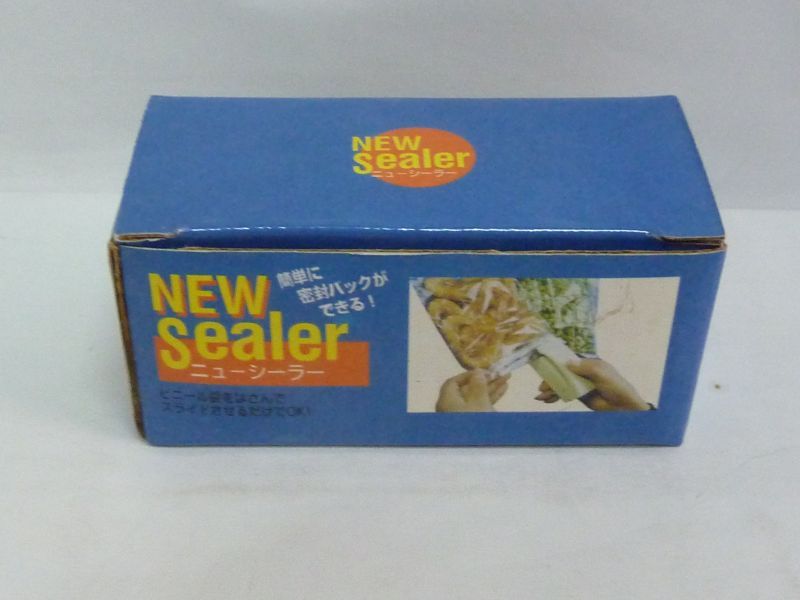 NEW
Sealer
ニューシーラー
NEW
Sealer
ニューシーラー
簡単に
密封パックが
できる!
ビニール袋をはさんで
スライドさせるだけでOK!